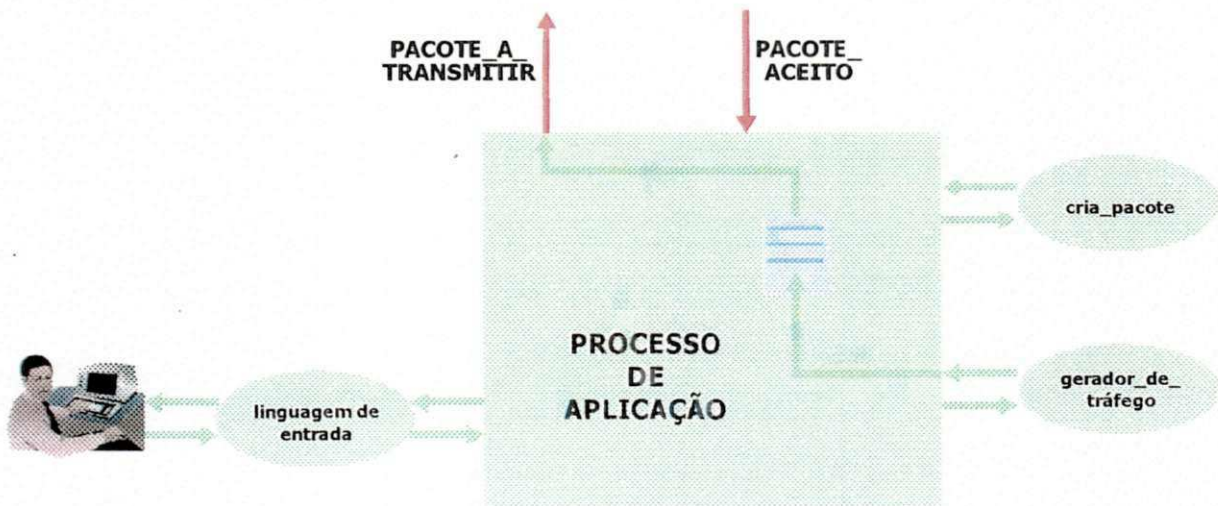 PACOTE_A_
TRANSMITIR
PACOTE_
ACEITO
cria_pacote
PROCESSO
DE
APLICAÇÃO
gerador_de_
tráfego
linguagem de
entrada